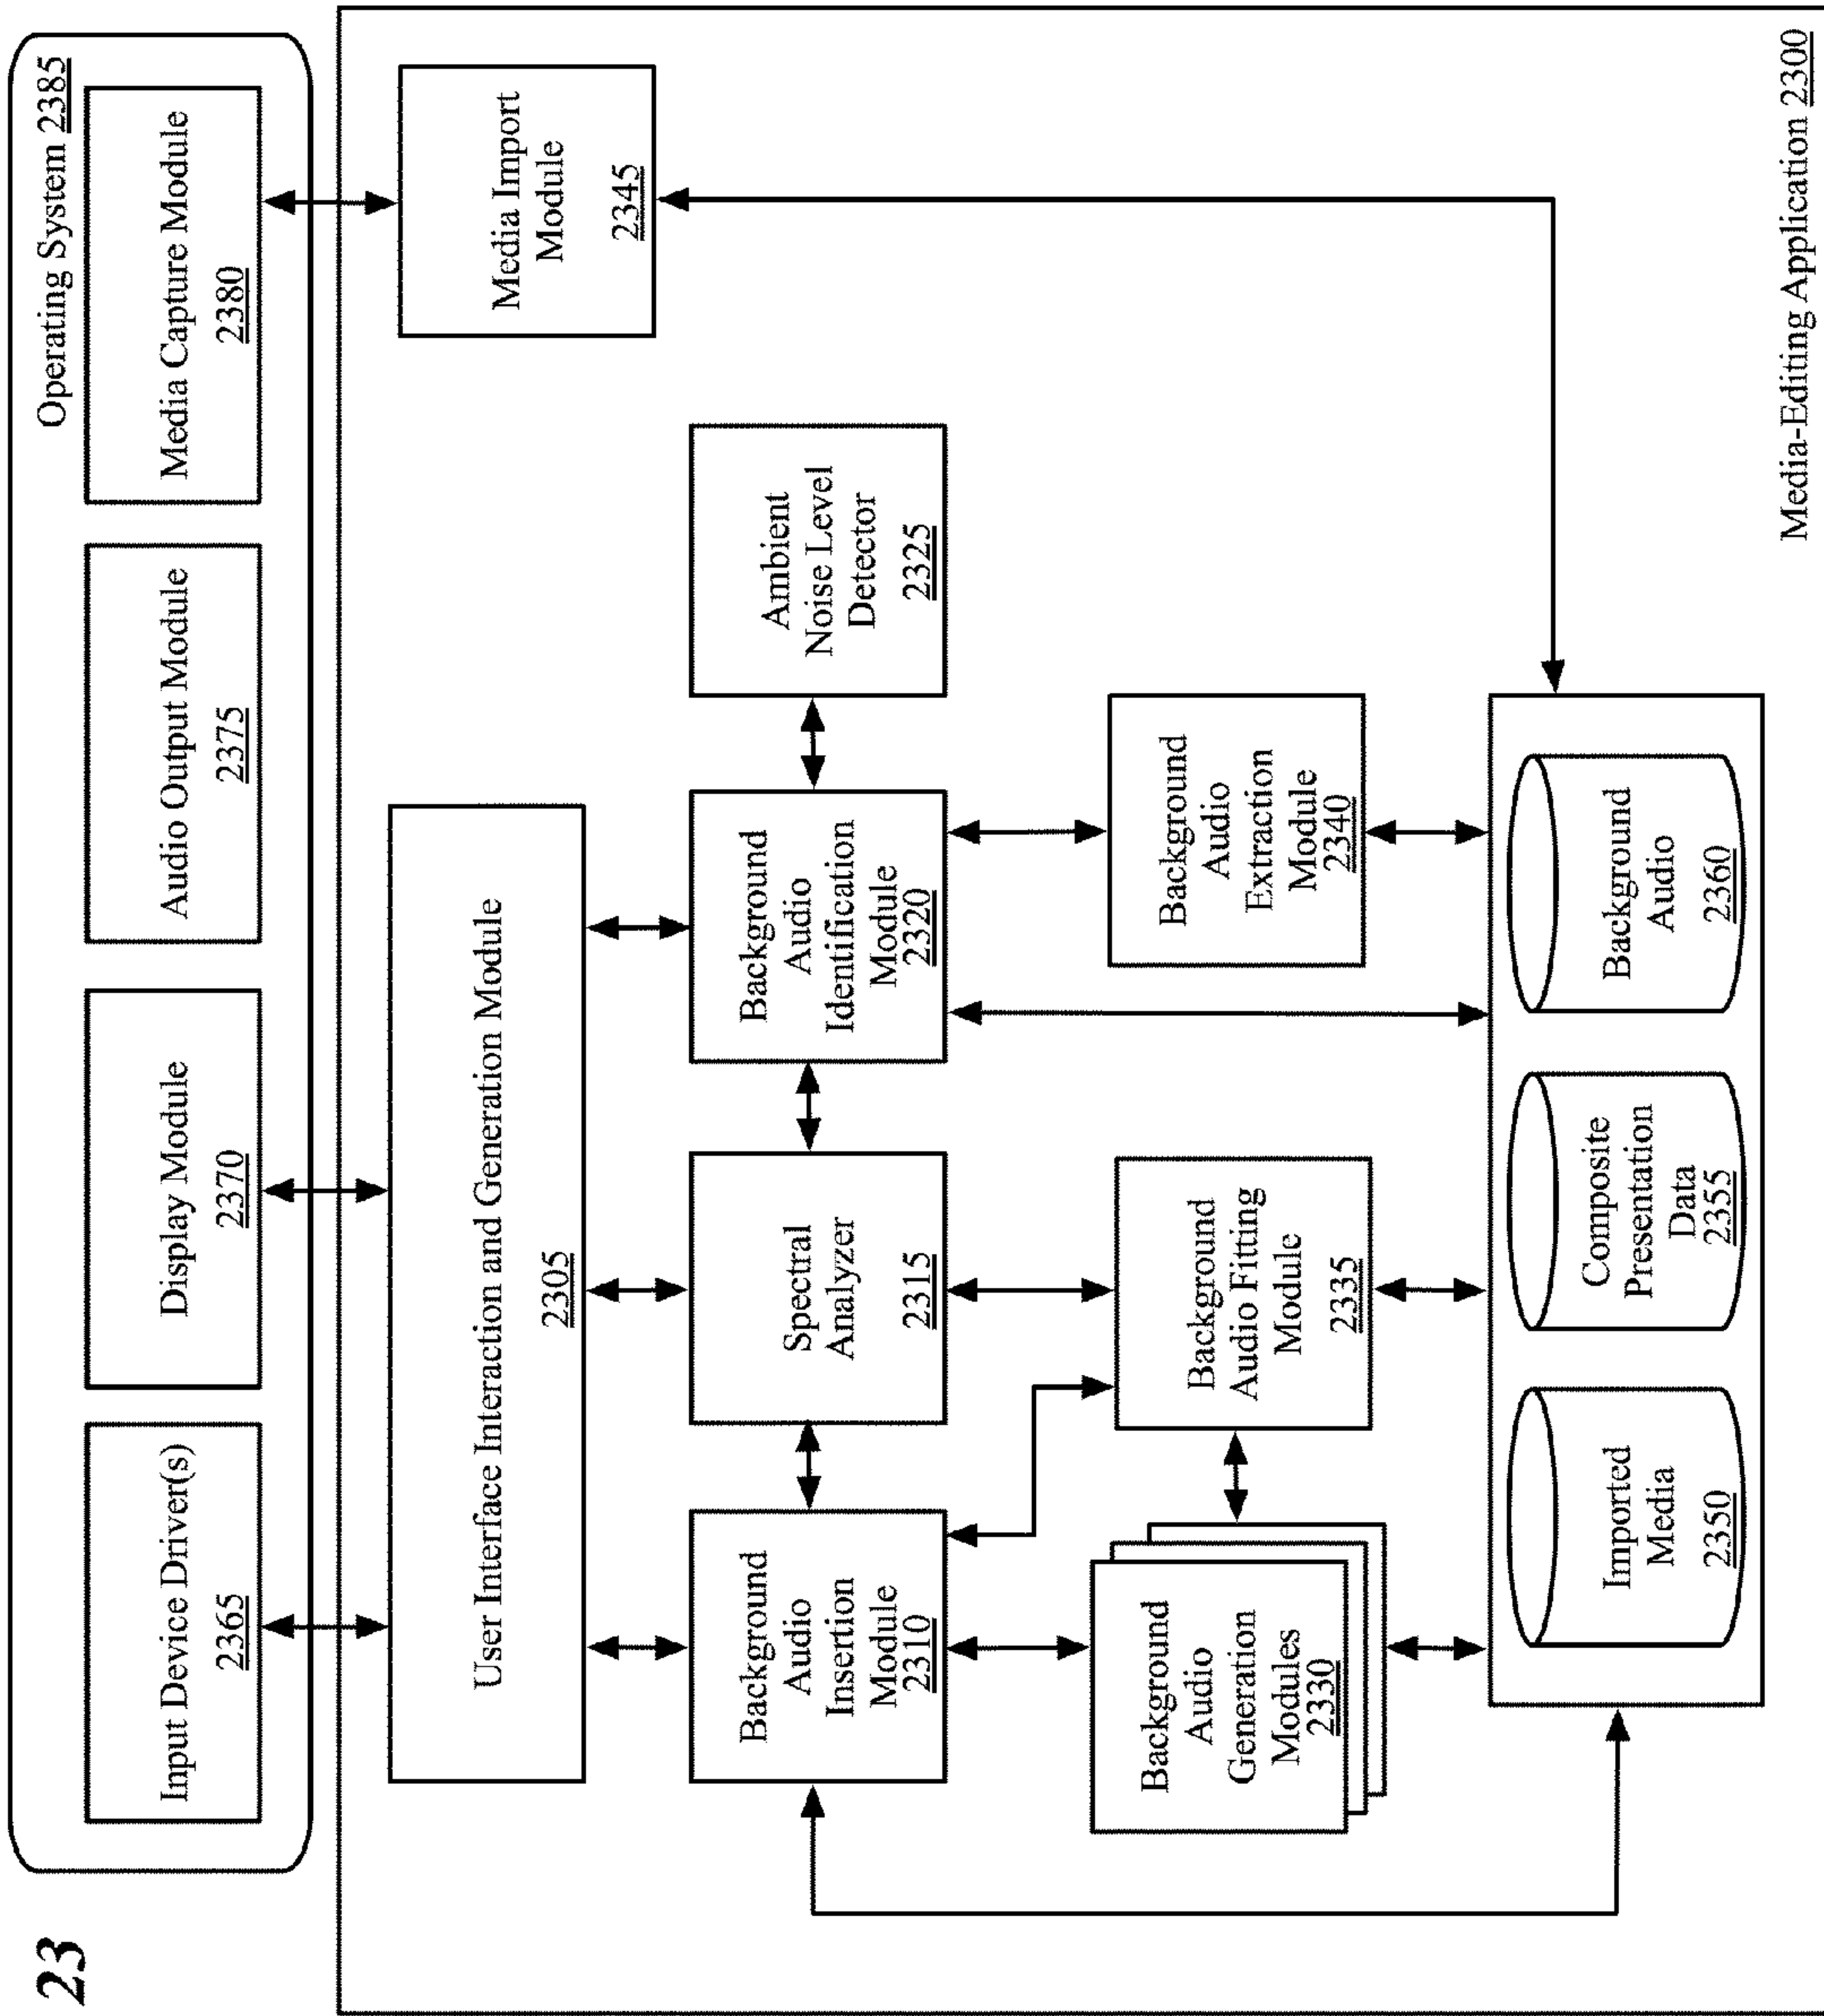 23
Operating System 2385
Input Device Driver(s)
2365
Display Module
2370
Audio Output Module
2375
Media Capture Module
2380
User Interface Interaction and Generation Module
2305
Media Import
Module
2345
Background
Audio
Insertion
Module
2310
Spectral
Analyzer
2315
Background
Audio
Identification
Module
2320
Ambient
Noise Level
Detector
2325
Background
Audio
Generation
Modules
2330
Background
Audio Fitting
Module
2335
Background
Audio
Extraction
Module
2340
Imported
Media
2350
Composite
Presentation
Data
2355
Background
Audio
2360
Media-Editing Application 2300